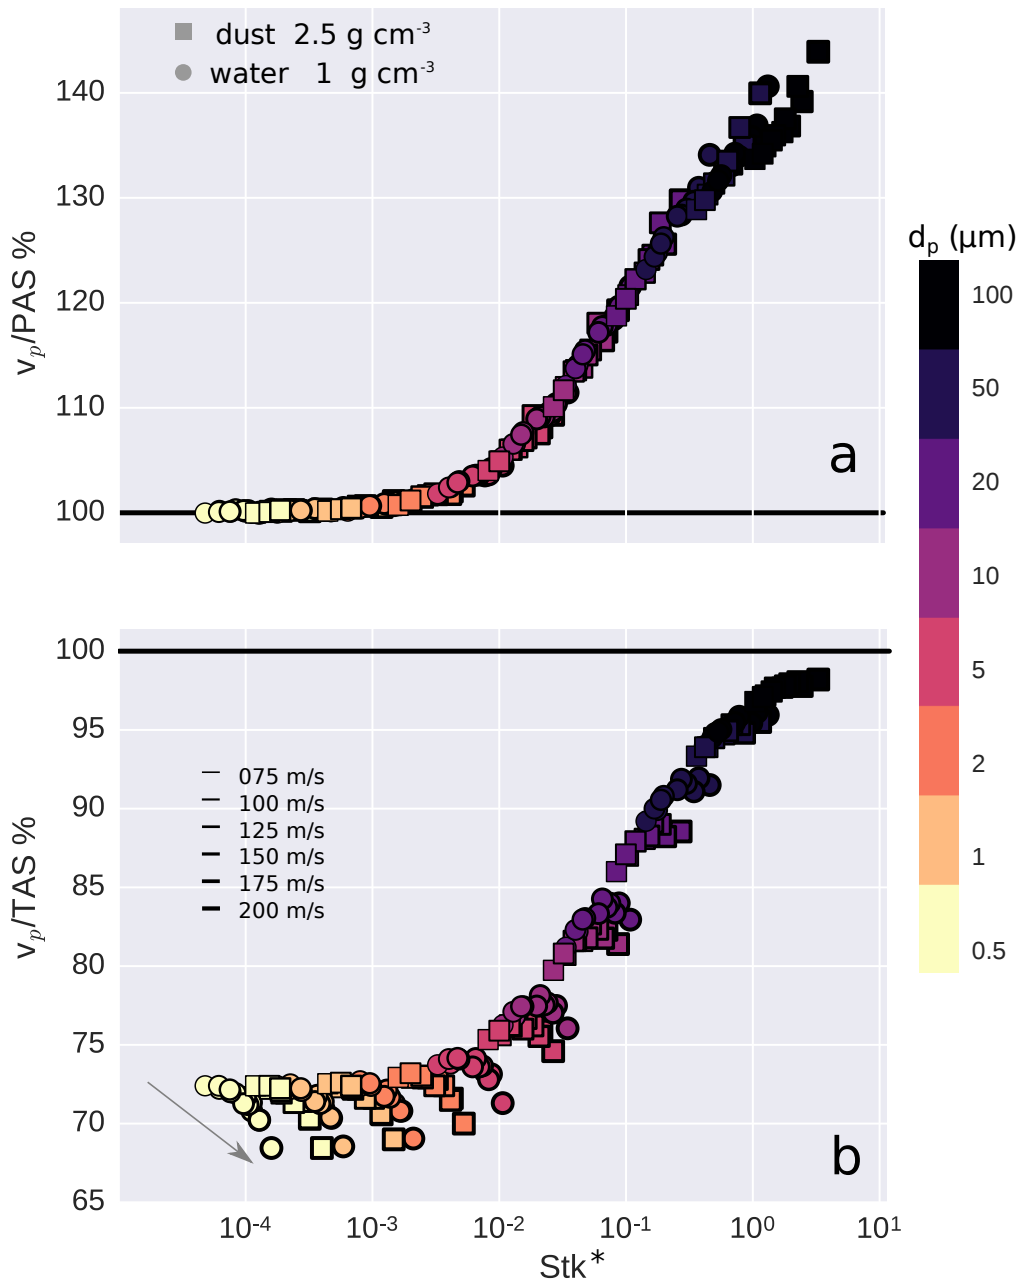 dust 2.5 g cm⁻³
water 1 g cm⁻³
140
130
120
110
100
vₚ/PAS %
a
dₚ (μm)
100
50
20
10
5
2
1
0.5
100
95
90
85
80
75
70
65
vₚ/TAS %
075 m/s
100 m/s
125 m/s
150 m/s
175 m/s
200 m/s
b
10⁻⁴ 10⁻³ 10⁻² 10⁻¹ 10⁰ 10¹
Stk*